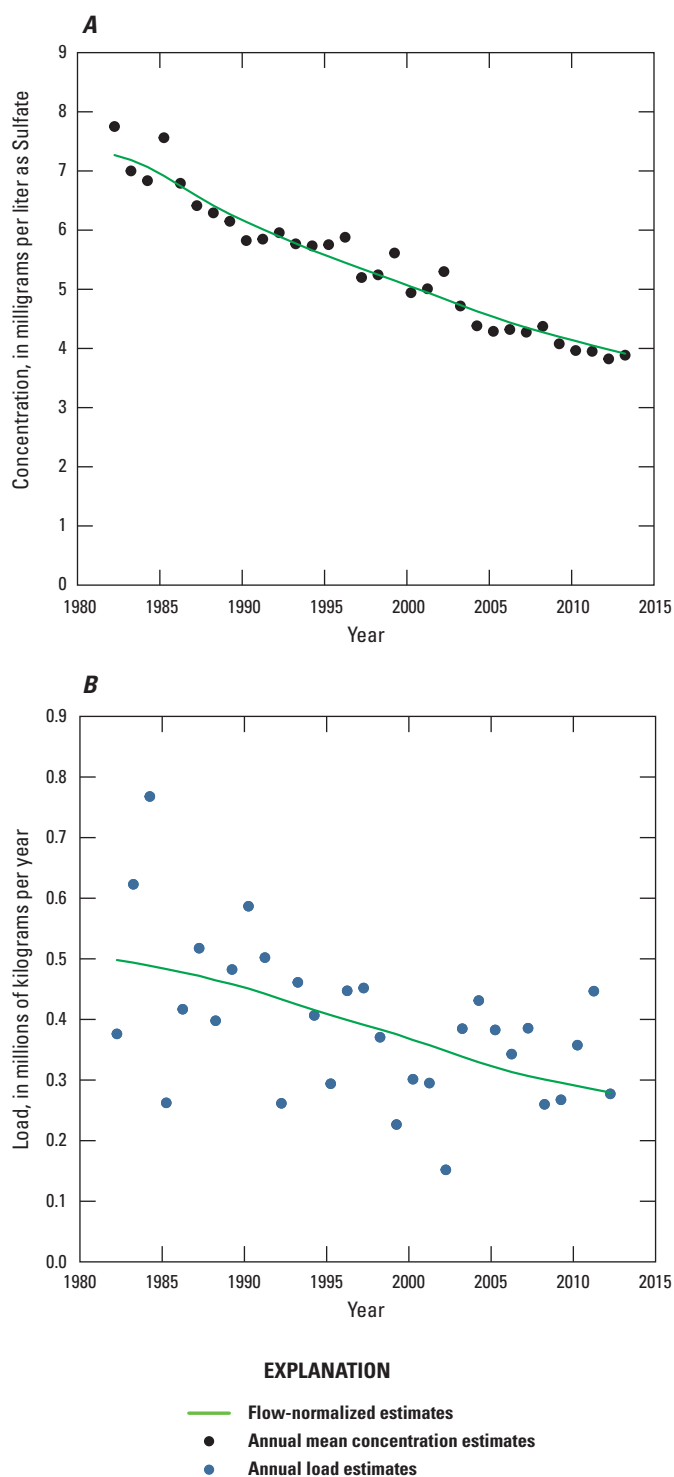 A
Concentration, in milligrams per liter as Sulfate
9
8
7
6
5
4
3
2
1
0
1980 1985 1990 1995 2000 2005 2010 2015
Year
B
Load, in millions of kilograms per year
0.9
0.8
0.7
0.6
0.5
0.4
0.3
0.2
0.1
0.0
1980 1985 1990 1995 2000 2005 2010 2015
Year
EXPLANATION
Flow-normalized estimates
Annual mean concentration estimates
Annual load estimates